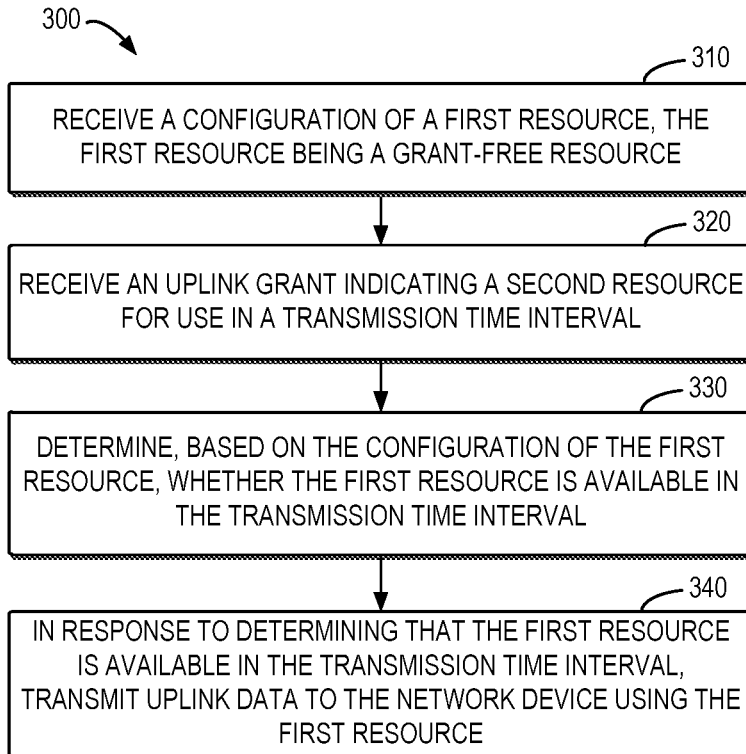 300
310
RECEIVE A CONFIGURATION OF A FIRST RESOURCE, THE
FIRST RESOURCE BEING A GRANT-FREE RESOURCE
320
RECEIVE AN UPLINK GRANT INDICATING A SECOND RESOURCE
FOR USE IN A TRANSMISSION TIME INTERVAL
330
DETERMINE, BASED ON THE CONFIGURATION OF THE FIRST
RESOURCE, WHETHER THE FIRST RESOURCE IS AVAILABLE IN
THE TRANSMISSION TIME INTERVAL
340
IN RESPONSE TO DETERMINING THAT THE FIRST RESOURCE
IS AVAILABLE IN THE TRANSMISSION TIME INTERVAL,
TRANSMIT UPLINK DATA TO THE NETWORK DEVICE USING THE
FIRST RESOURCE